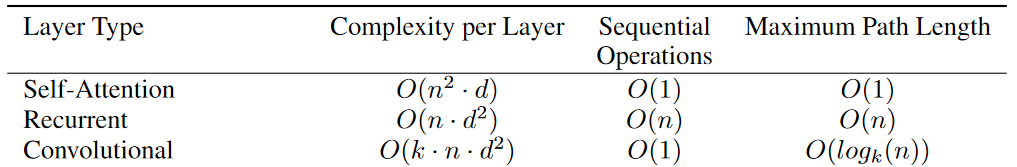 Layer Type Complexity per Layer Sequential Maximum Path Length
Operations
Self-Attention O(n² · d) O(1) O(1)
Recurrent O(n · d²) O(n) O(n)
Convolutional O(k · n · d²) O(1) O(logₖ(n))